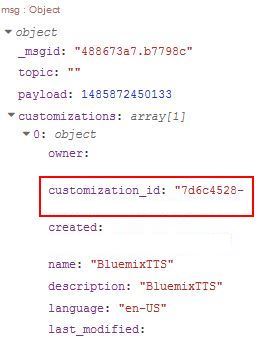 msg : Object
object
_msgid: "488673a7.b7798c"
topic: ""
payload: 1485872450133
customizations: array[1]
0: object
owner:
customization_id: "7d6c4528-
created:
name: "BluemixTTS"
description: "BluemixTTS"
language: "en-US"
last_modified: